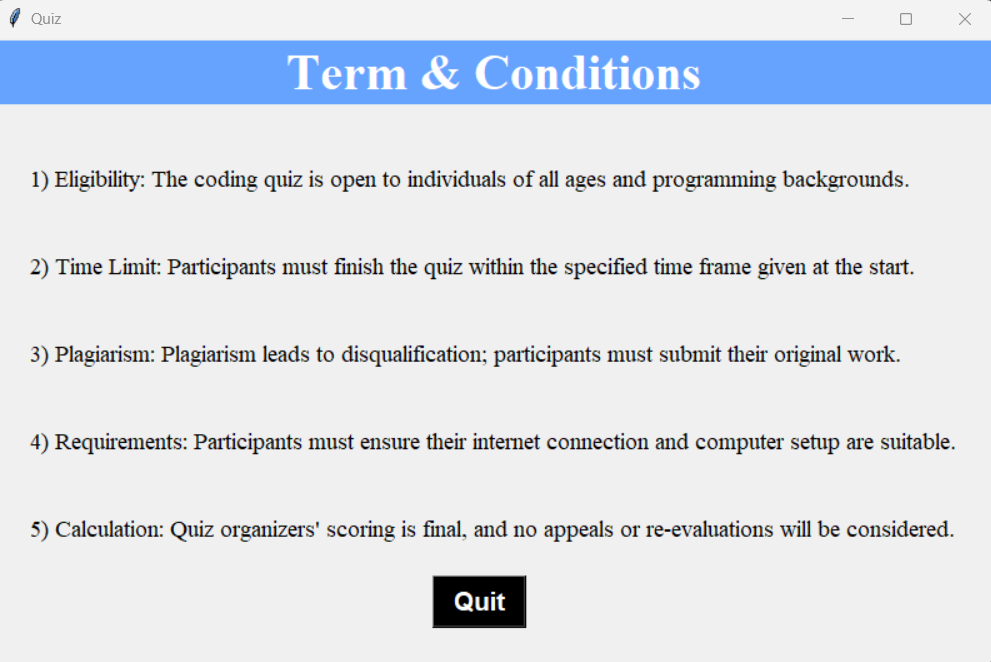 Quiz
Term & Conditions
1) Eligibility: The coding quiz is open to individuals of all ages and programming backgrounds.
2) Time Limit: Participants must finish the quiz within the specified time frame given at the start.
3) Plagiarism: Plagiarism leads to disqualification; participants must submit their original work.
4) Requirements: Participants must ensure their internet connection and computer setup are suitable.
5) Calculation: Quiz organizers' scoring is final, and no appeals or re-evaluations will be considered.
Quit